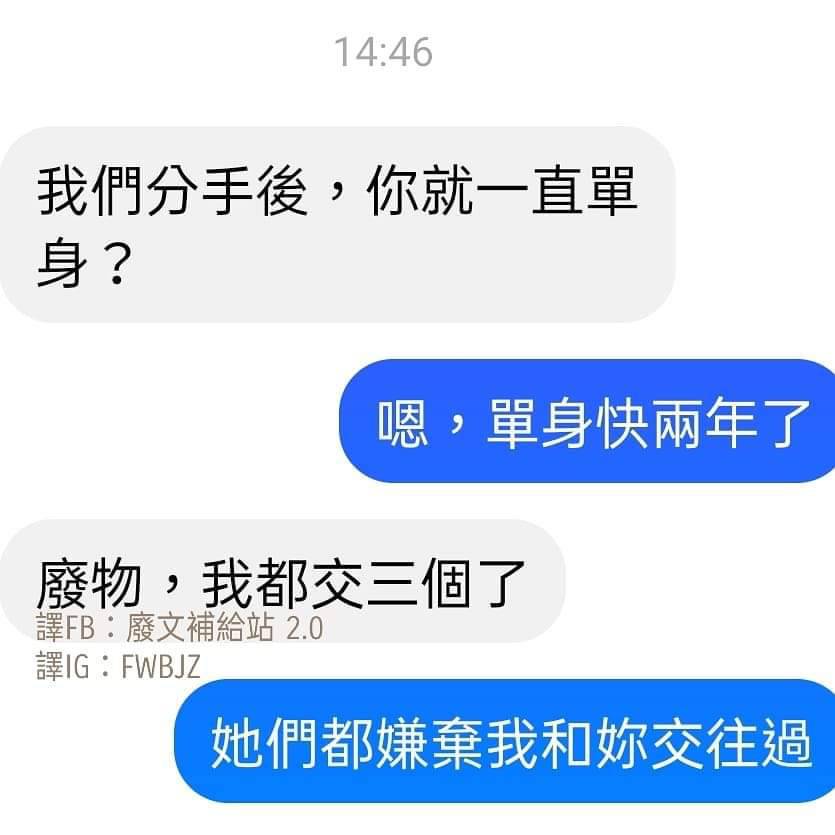 14:46
我們分手後，你就一直單
身？
嗯，單身快兩年了
廢物，我都交三個了
譯FB：廢文補給站 2.0
譯IG：FWBJZ
她們都嫌棄我和妳交往過